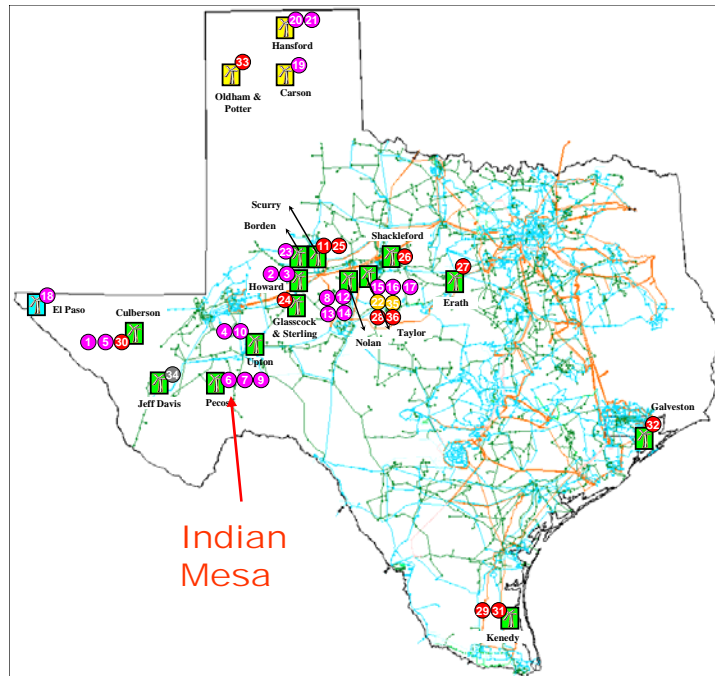 20 21
Hansford
33
19
Oldham &
Potter
Carson
Scurry
Borden
Shackleford
11 25
23
26
27
2 3
Howard
15 16 17
Erath
18
El Paso
24
8 12
Culberson
Glasscock
& Sterling
13 14
28 36
Taylor
Nolan
4 10
1 5 30
Upton
34
Jeff Davis
Pecos
6 7 9
Galveston
32
Indian
Mesa
29 31
Kenedy